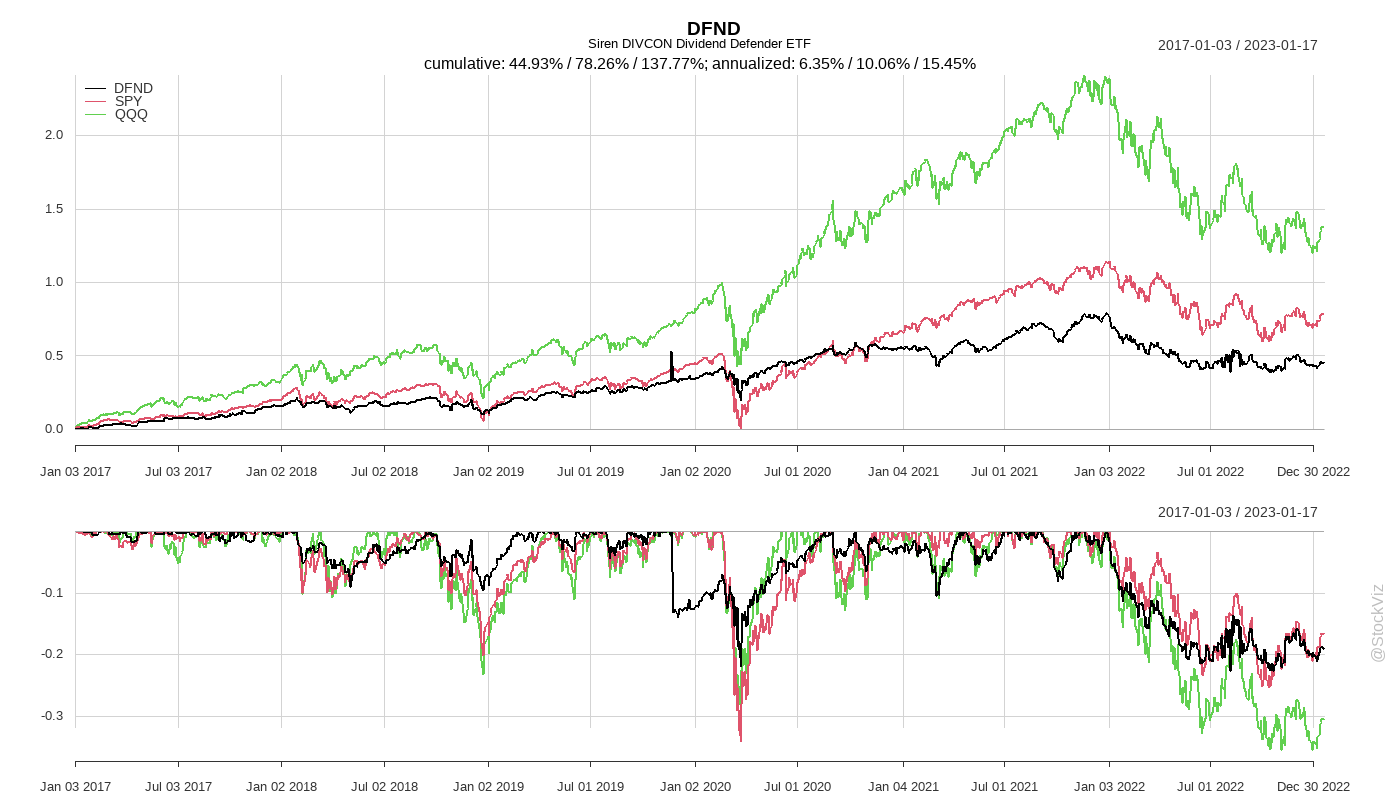 DFND
Siren DIVCON Dividend Defender ETF
2017-01-03 / 2023-01-17
cumulative: 44.93% / 78.26% / 137.77%; annualized: 6.35% / 10.06% / 15.45%
DFND
SPY
QQQ
2.0
1.5
1.0
0.5
0.0
Jan 03 2017 Jul 03 2017 Jan 02 2018 Jul 02 2018 Jan 02 2019 Jul 01 2019 Jan 02 2020 Jul 01 2020 Jan 04 2021 Jul 01 2021 Jan 03 2022 Jul 01 2022 Dec 30 2022
2017-01-03 / 2023-01-17
-0.1
-0.2
-0.3
Jan 03 2017 Jul 03 2017 Jan 02 2018 Jul 02 2018 Jan 02 2019 Jul 01 2019 Jan 02 2020 Jul 01 2020 Jan 04 2021 Jul 01 2021 Jan 03 2022 Jul 01 2022 Dec 30 2022
@StockViz